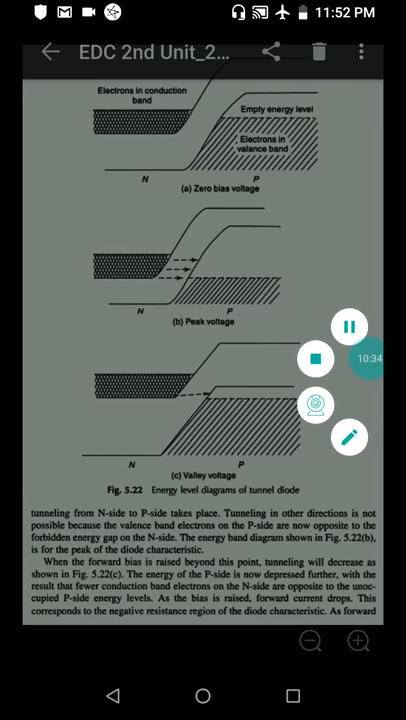 11:52 PM
EDC 2nd Unit_2...
Electrons in conduction
band
Empty energy level
Electrons in
valance band
N
P
(a) Zero bias voltage
N
P
(b) Peak voltage
10:34
N
P
(c) Valley voltage
Fig. 5.22 Energy level diagrams of tunnel diode
tunneling from N-side to P-side takes place. Tunneling in other directions is not
possible because the valence band electrons on the P-side are now opposite to the
forbidden energy gap on the N-side. The energy band diagram shown in Fig. 5.22(b),
is for the peak of the diode characteristic.
When the forward bias is raised beyond this point, tunneling will decrease as
shown in Fig. 5.22(c). The energy of the P-side is now depressed further, with the
result that fewer conduction band electrons on the N-side are opposite to the unoc-
cupied P-side energy levels. As the bias is raised, forward current drops. This
corresponds to the negative resistance region of the diode characteristic. As forward